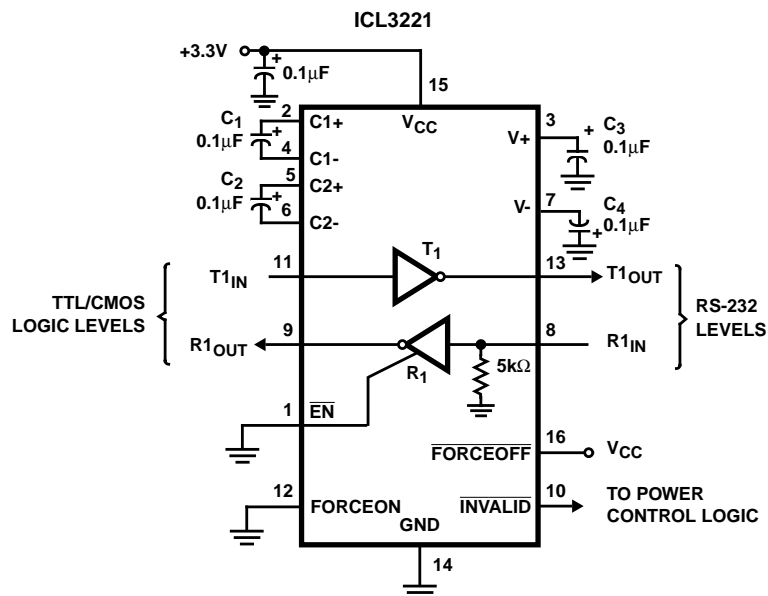 ICL3221
+3.3V
+
0.1μF
15
2
C1+
VCC
3
C1
0.1μF
+
4
C1-
V+
+
C3
0.1μF
5
C2+
C2
0.1μF
+
6
C2-
V-
7
C4
0.1μF
+
T1
T1IN
11
13
T1OUT
TTL/CMOS
LOGIC LEVELS
RS-232
LEVELS
R1OUT
9
8
R1IN
5kΩ
R1
1
EN
FORCEOFF
16
VCC
12
FORCEON
INVALID
10
TO POWER
CONTROL LOGIC
GND
14